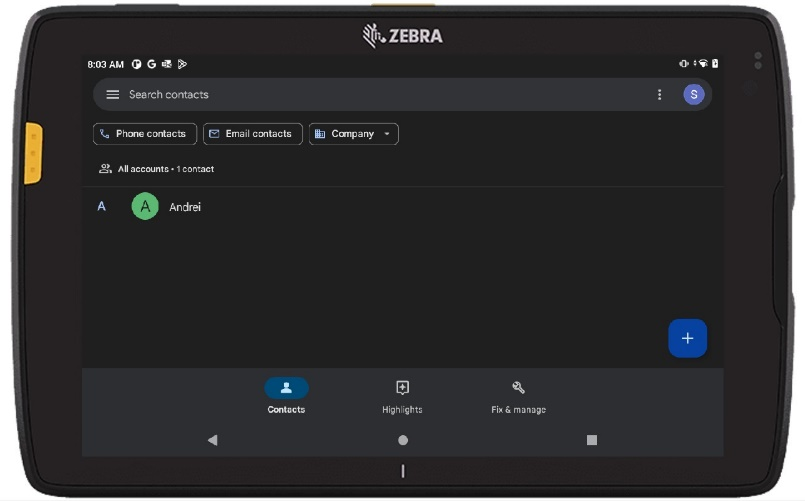 ZEBRA
8:03 AM
Search contacts
S
Phone contacts
Email contacts
Company
All accounts • 1 contact
A
A
Andrei
Contacts
Highlights
Fix & manage